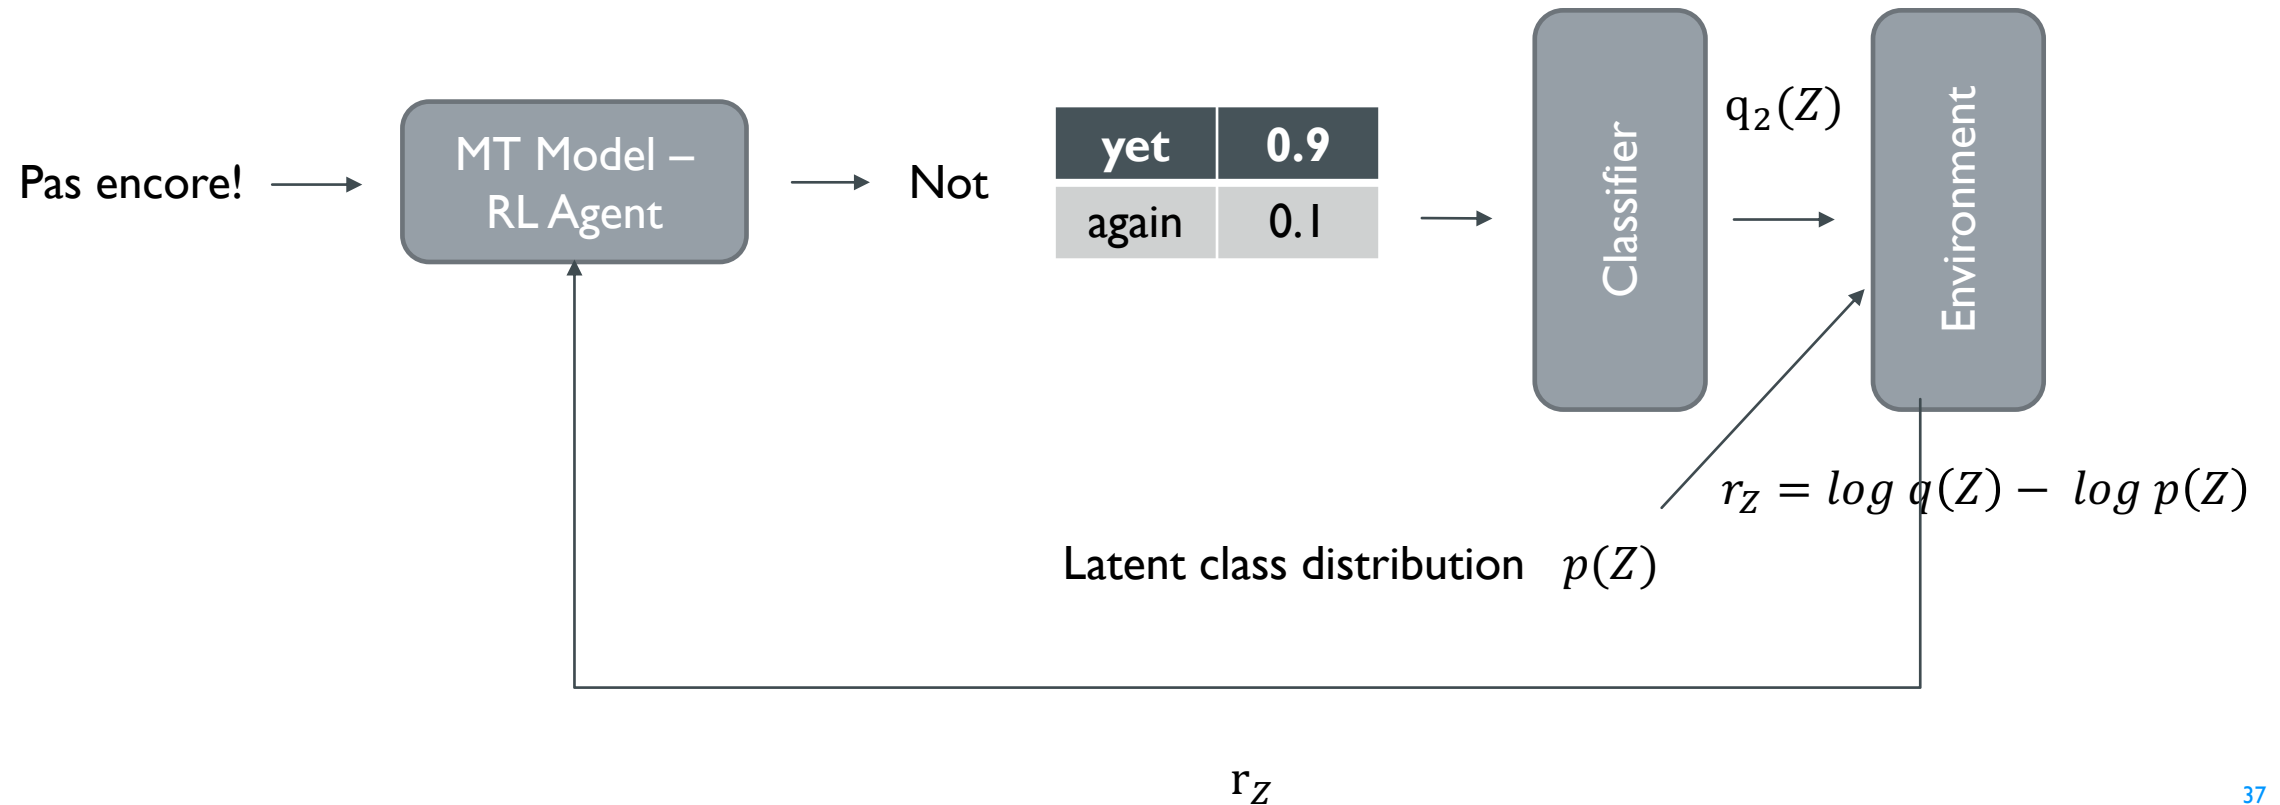 Pas encore!
MT Model –
RL Agent
Not
yet 0.9
again 0.1
Classifier
q₂(Z)
Environment
r_Z = log q(Z) − log p(Z)
Latent class distribution p(Z)
r_Z
37